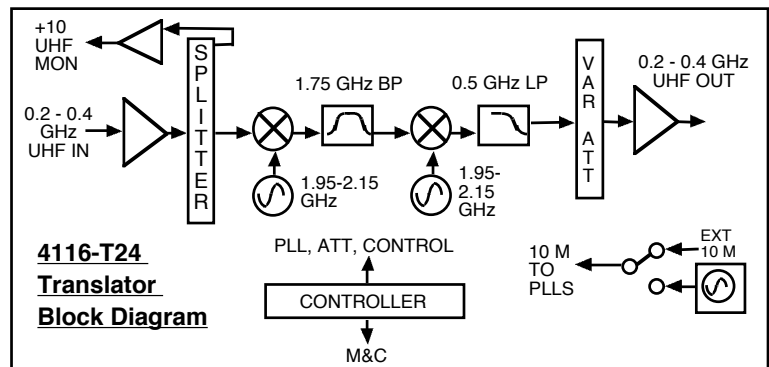 +10
UHF
MON
SPLITTER
0.2 - 0.4
GHz
UHF IN
1.75 GHz BP
1.95-2.15
GHz
0.5 GHz LP
1.95-
2.15
GHz
VAR ATT
0.2 - 0.4 GHz
UHF OUT
4116-T24
Translator
Block Diagram
PLL, ATT, CONTROL
CONTROLLER
M&C
10 M
TO
PLLS
EXT
10 M